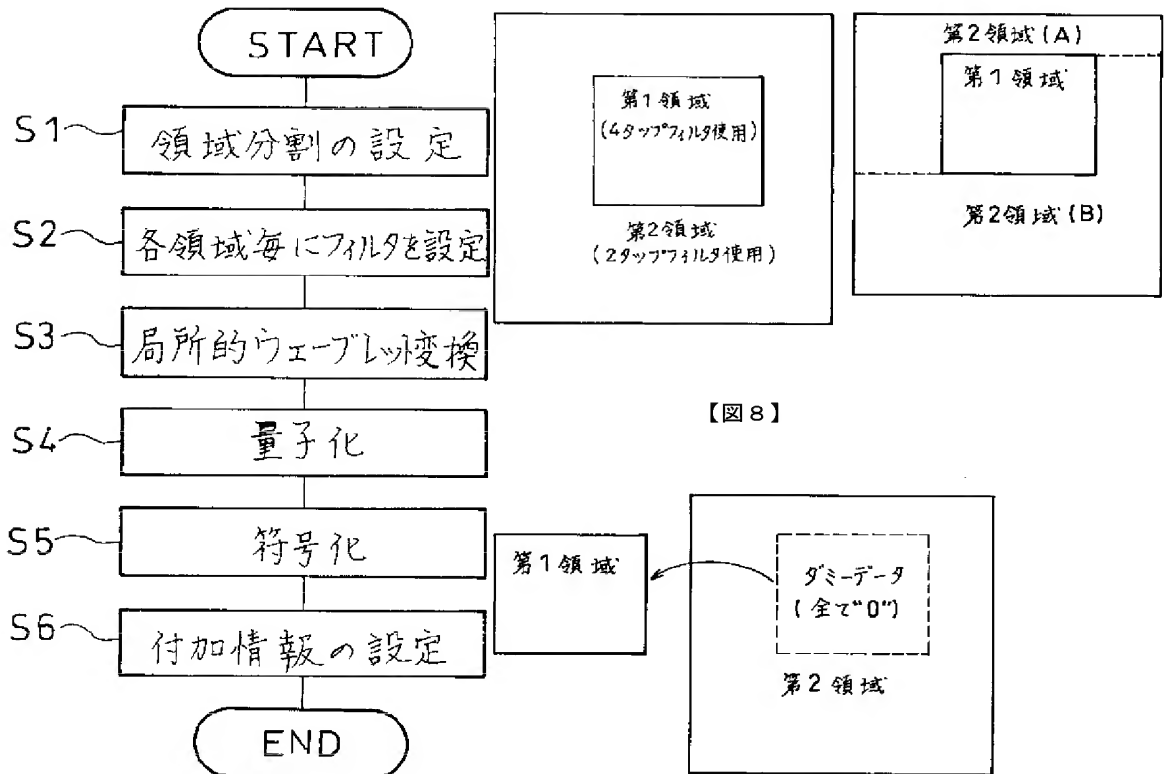 START
S1
領域分割の設定
S2
各領域毎にフィルタを設定
S3
局所的ウェーブレット変換
S4
量子化
S5
符号化
S6
付加情報の設定
END
第1領域
(4タップフィルタ使用)
第2領域
(2タップフィルタ使用)
第2領域(A)
第1領域
第2領域(B)
【図8】
第1領域
ダミーデータ
(全て"0")
第2領域